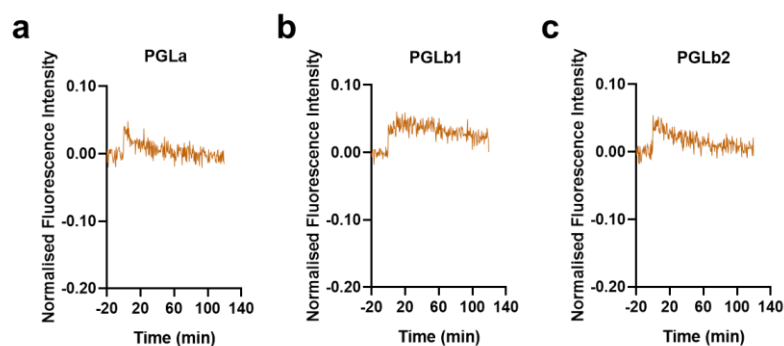 a
PGLa
Normalised Fluorescence Intensity
0.10
0.00
-0.10
-0.20
-20 20 60 100 140
Time (min)
b
PGLb1
Normalised Fluorescence Intensity
0.10
0.00
-0.10
-0.20
-20 20 60 100 140
Time (min)
c
PGLb2
Normalised Fluorescence Intensity
0.10
0.00
-0.10
-0.20
-20 20 60 100 140
Time (min)